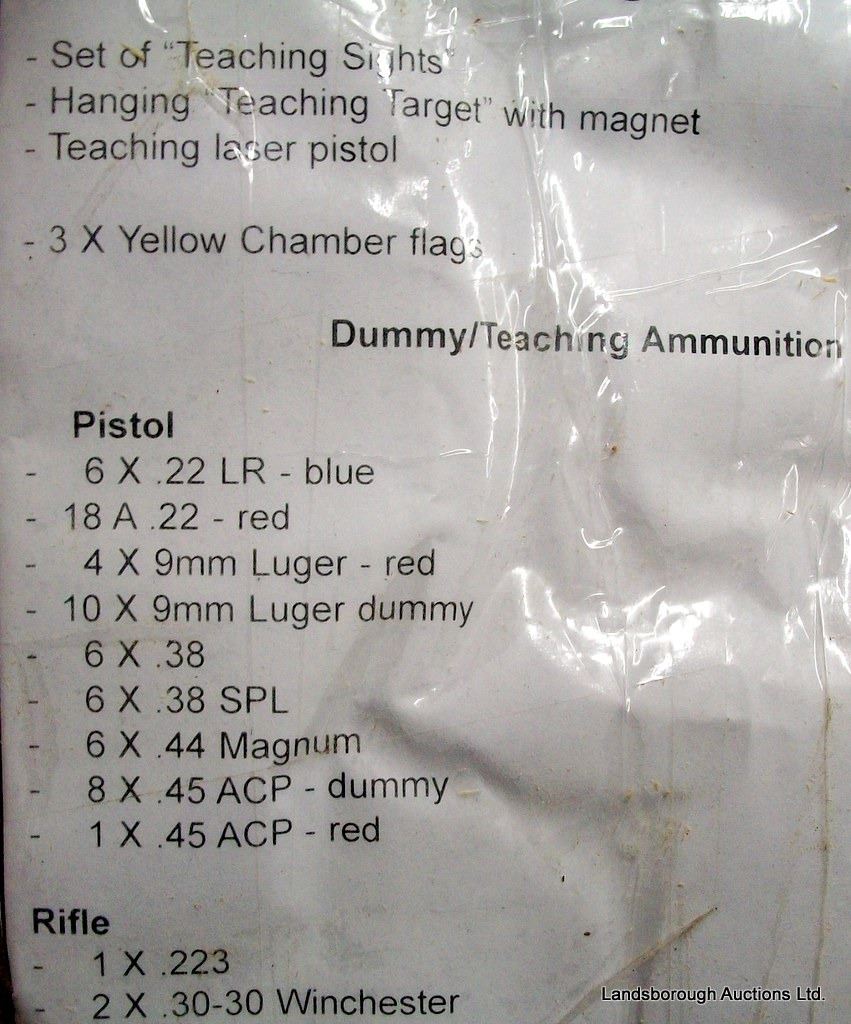 - Set of "Teaching Sights"
- Hanging "Teaching Target" with magnet
- Teaching laser pistol
- 3 X Yellow Chamber flags
Dummy/Teaching Ammunition
Pistol
- 6 X .22 LR - blue
- 18 A .22 - red
- 4 X 9mm Luger - red
- 10 X 9mm Luger dummy
- 6 X .38
- 6 X .38 SPL
- 6 X .44 Magnum
- 8 X .45 ACP - dummy
- 1 X .45 ACP - red
Rifle
- 1 X .223
- 2 X .30-30 Winchester
Landsborough Auctions Ltd.